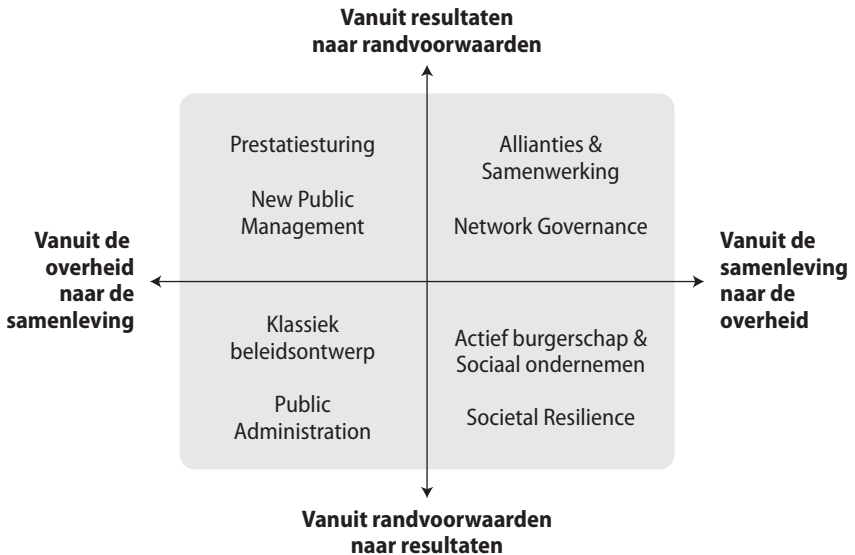 Vanuit resultaten
naar randvoorwaarden
Prestatiesturing
New Public
Management
Allianties &
Samenwerking
Network Governance
Vanuit de
overheid
naar de
samenleving
Vanuit de
samenleving
naar de
overheid
Klassiek
beleidsontwerp
Public
Administration
Actief burgerschap &
Sociaal ondernemen
Societal Resilience
Vanuit randvoorwaarden
naar resultaten